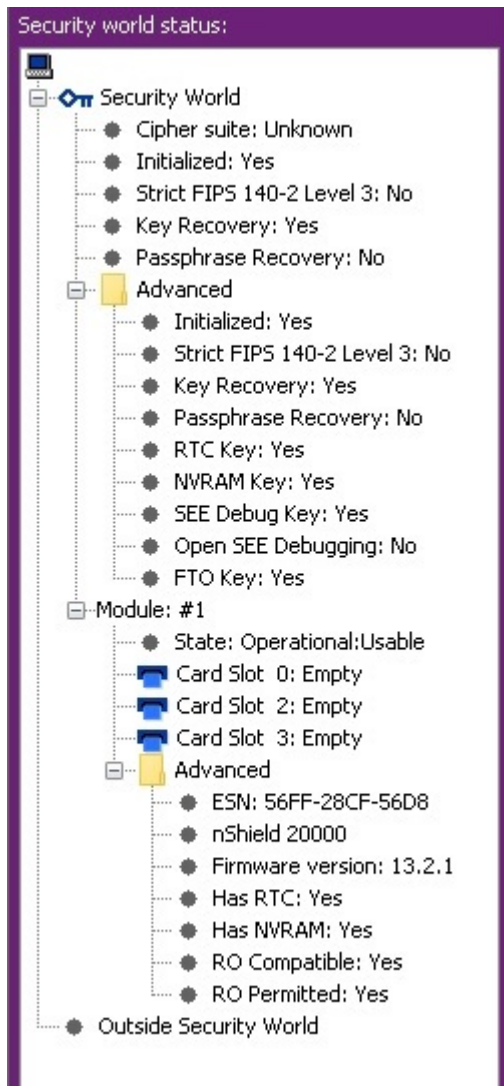 Security world status:
Security World
Cipher suite: Unknown
Initialized: Yes
Strict FIPS 140-2 Level 3: No
Key Recovery: Yes
Passphrase Recovery: No
Advanced
Initialized: Yes
Strict FIPS 140-2 Level 3: No
Key Recovery: Yes
Passphrase Recovery: No
RTC Key: Yes
NVRAM Key: Yes
SEE Debug Key: Yes
Open SEE Debugging: No
FTO Key: Yes
Module: #1
State: Operational:Usable
Card Slot 0: Empty
Card Slot 2: Empty
Card Slot 3: Empty
Advanced
ESN: 56FF-28CF-56D8
nShield 20000
Firmware version: 13.2.1
Has RTC: Yes
Has NVRAM: Yes
RO Compatible: Yes
RO Permitted: Yes
Outside Security World